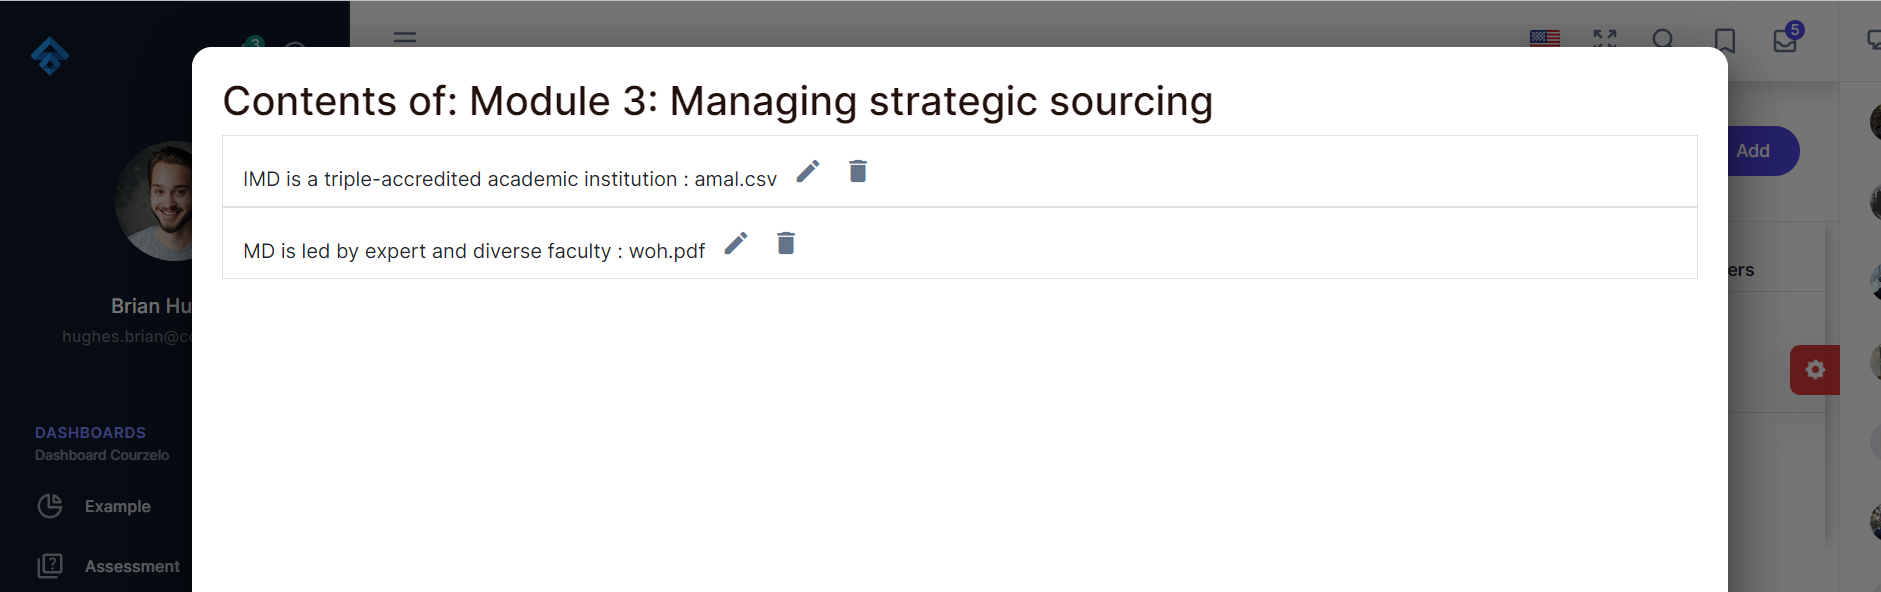 3
5
Contents of: Module 3: Managing strategic sourcing
Add
IMD is a triple-accredited academic institution : amal.csv
MD is led by expert and diverse faculty : woh.pdf
ers
Brian Hu
hughes.brian@c
DASHBOARDS
Dashboard Courzelo
Example
Assessment